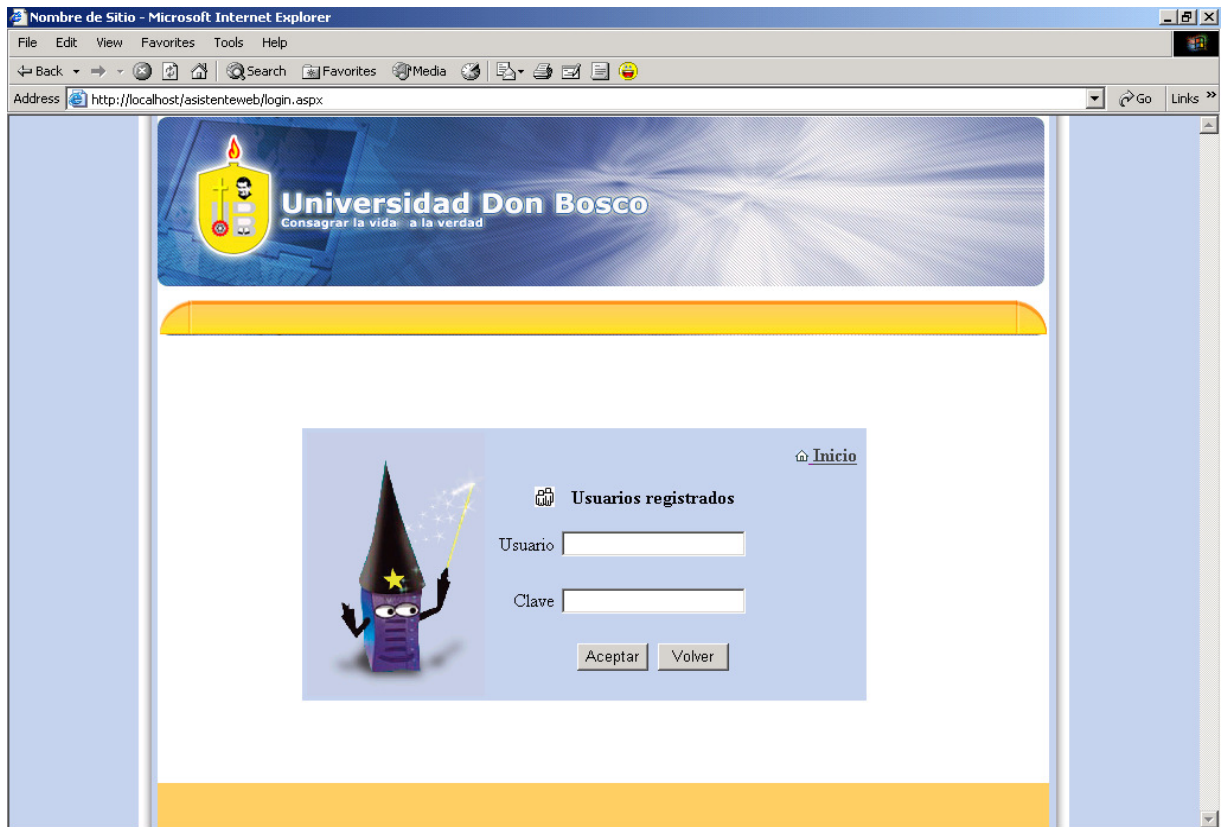 Nombre de Sitio - Microsoft Internet Explorer
File Edit View Favorites Tools Help
Back Search Favorites Media
Address http://localhost/asistenteweb/login.aspx Go Links »
Universidad Don Bosco
Consagrar la vida a la verdad
Inicio
Usuarios registrados
Usuario
Clave
Aceptar Volver